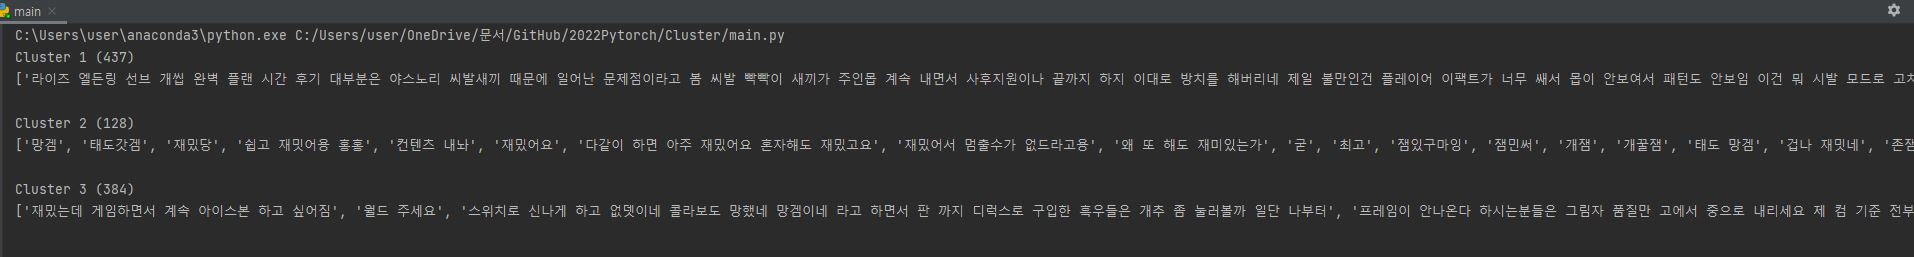 main
C:\Users\user\anaconda3\python.exe C:/Users/user/OneDrive/문서/GitHub/2022Pytorch/Cluster/main.py
Cluster 1 (437)
['라이즈 엘든링 선브 개씹 완벽 플랜 시간 후기 대부분은 야스노리 씨발새끼 때문에 일어난 문제점이라고 봄 씨발 빡빡이 새끼가 주인몹 계속 내면서 사후지원이나 끝까지 하지 이대로 방치를 해버리네 제일 불만인건 플레이어 이팩트가 너무 쌔서 몹이 안보여서 패턴도 안보임 이건 뭐 시발 모드로 고치
Cluster 2 (128)
['망겜', '태도갓겜', '재밌당', '쉽고 재밋어용 홍홍', '컨텐츠 내놔', '재밌어요', '다같이 하면 아주 재밌어요 혼자해도 재밌고요', '재밌어서 멈출수가 없드라고용', '왜 또 해도 재미있는가', '굳', '최고', '잼있구마잉', '잼민써', '개잼', '개꿀잼', '태도 망겜', '겁나 재밋네', '존잼
Cluster 3 (384)
['재밌는데 게임하면서 계속 아이스본 하고 싶어짐', '월드 주세요', '스위치로 신나게 하고 없뎃이네 콜라보도 망했네 망겜이네 라고 하면서 판 까지 디럭스로 구입한 흑우들은 개추 좀 눌러볼까 일단 나부터', '프레임이 안나온다 하시는분들은 그림자 품질만 고에서 중으로 내리세요 제 컴 기준 전부